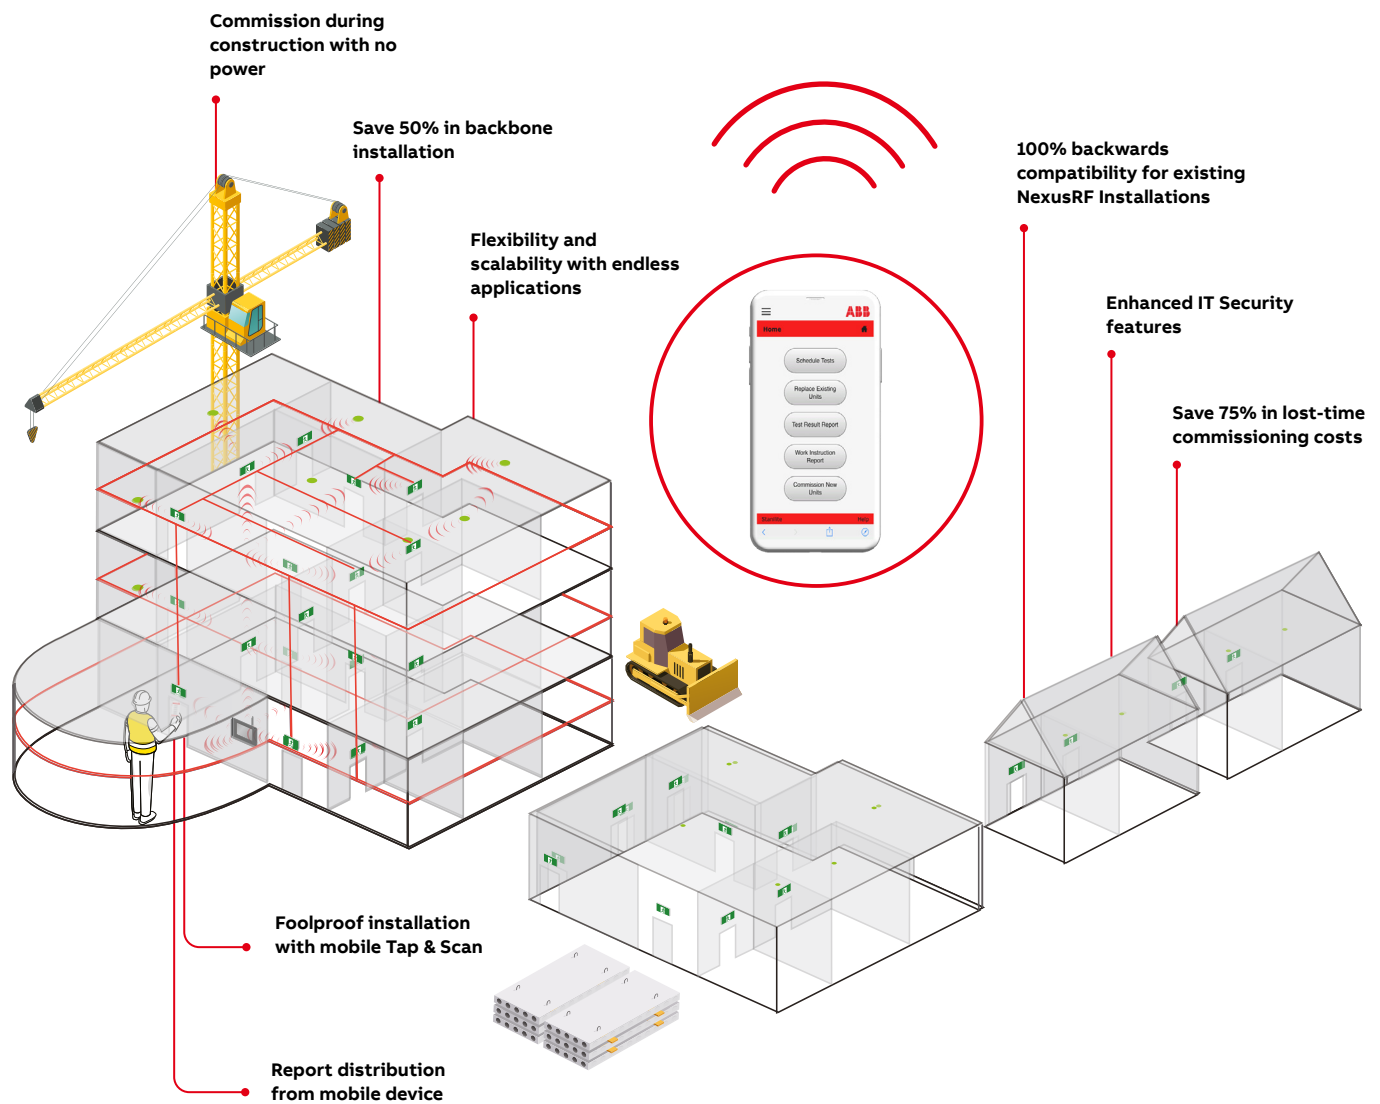 Commission during
construction with no
power
Save 50% in backbone
installation
Flexibility and
scalability with endless
applications
100% backwards
compatibility for existing
NexusRF Installations
Enhanced IT Security
features
Save 75% in lost-time
commissioning costs
ABB
Home
Schedule Tests
Replace Existing
Units
Test Result Report
Work Instruction
Report
Commission New
Units
Help
Foolproof installation
with mobile Tap & Scan
Report distribution
from mobile device